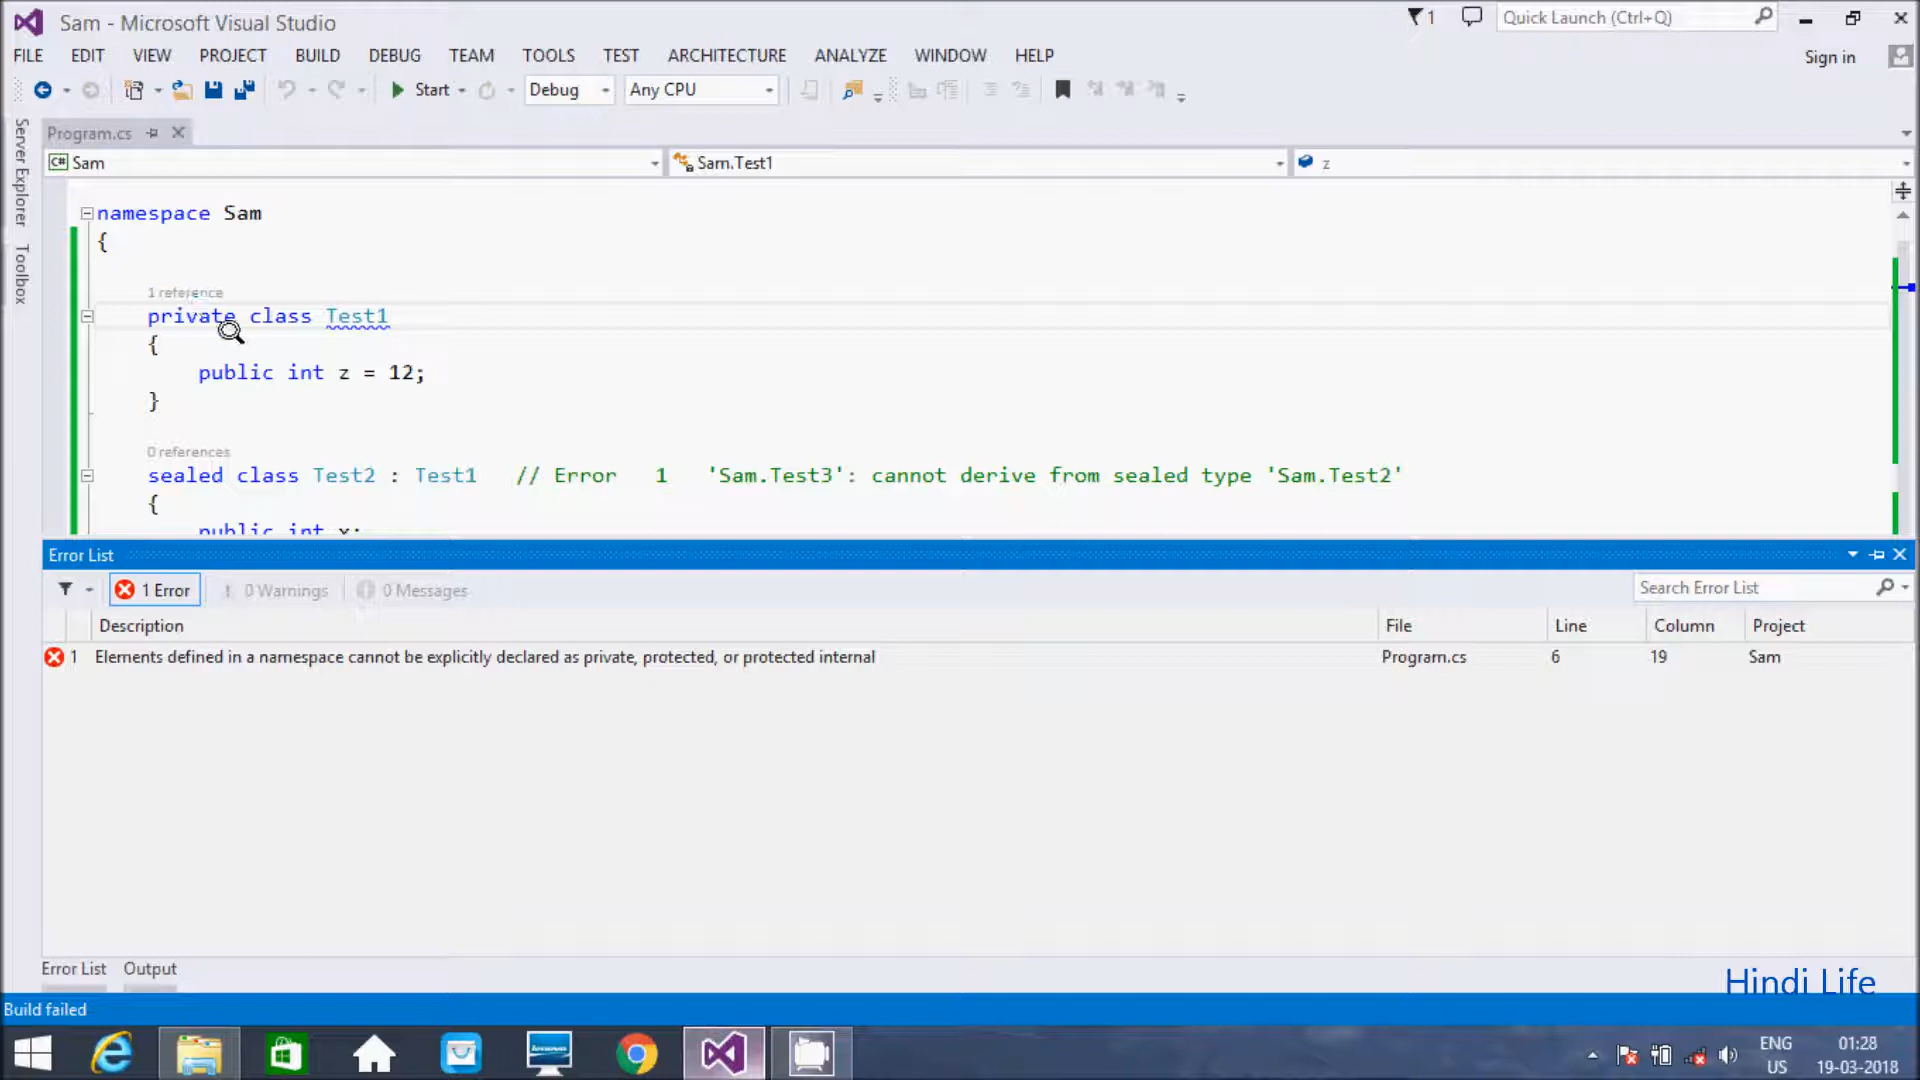 Sam - Microsoft Visual Studio
1
Quick Launch (Ctrl+Q)
FILE EDIT VIEW PROJECT BUILD DEBUG TEAM TOOLS TEST ARCHITECTURE ANALYZE WINDOW HELP
Sign in
Start Debug Any CPU
Server Explorer
Toolbox
Program.cs
C# Sam
Sam.Test1
z
namespace Sam
{
1 reference
private class Test1
{
public int z = 12;
}
0 references
sealed class Test2 : Test1 // Error 1 'Sam.Test3': cannot derive from sealed type 'Sam.Test2'
{
Error List
1 Error 0 Warnings 0 Messages
Search Error List
Description File Line Column Project
1 Elements defined in a namespace cannot be explicitly declared as private, protected, or protected internal Program.cs 6 19 Sam
Error List Output
Hindi Life
Build failed
ENG
US
01:28
19-03-2018